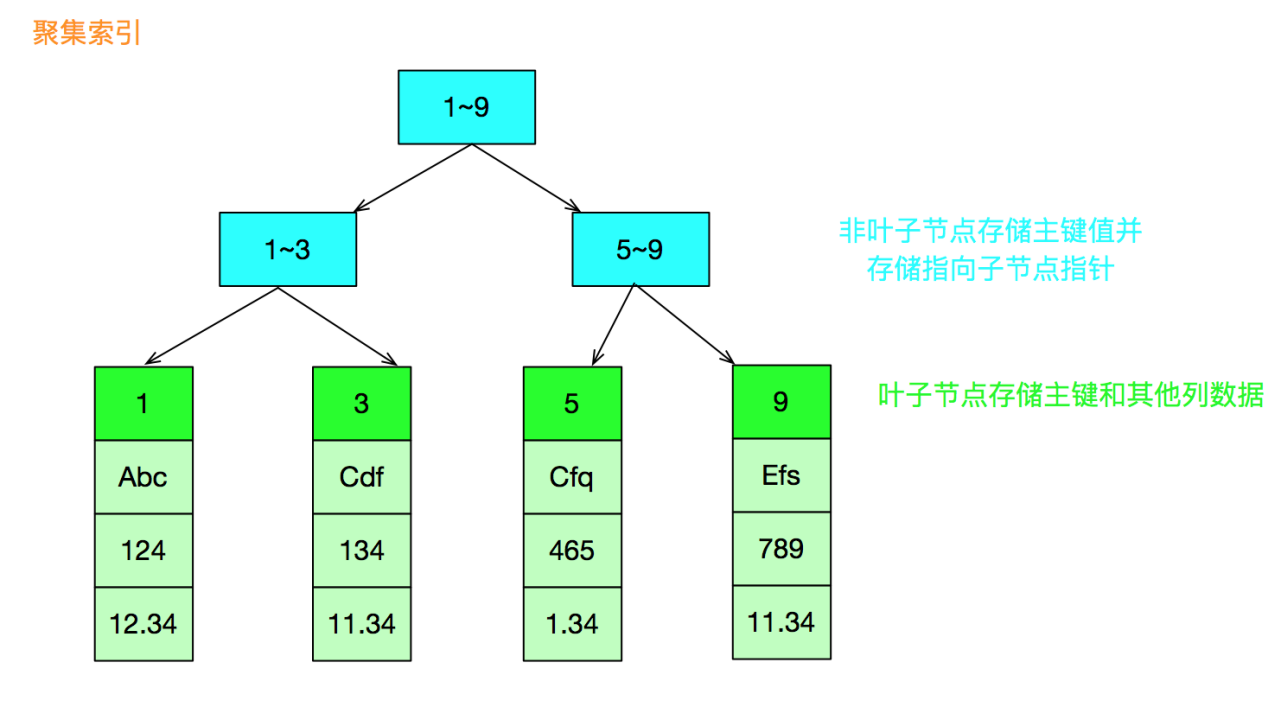 聚集索引
1~9
1~3
5~9
非叶子节点存储主键值并
存储指向子节点指针
1
3
5
9
叶子节点存储主键和其他列数据
Abc
Cdf
Cfq
Efs
124
134
465
789
12.34
11.34
1.34
11.34